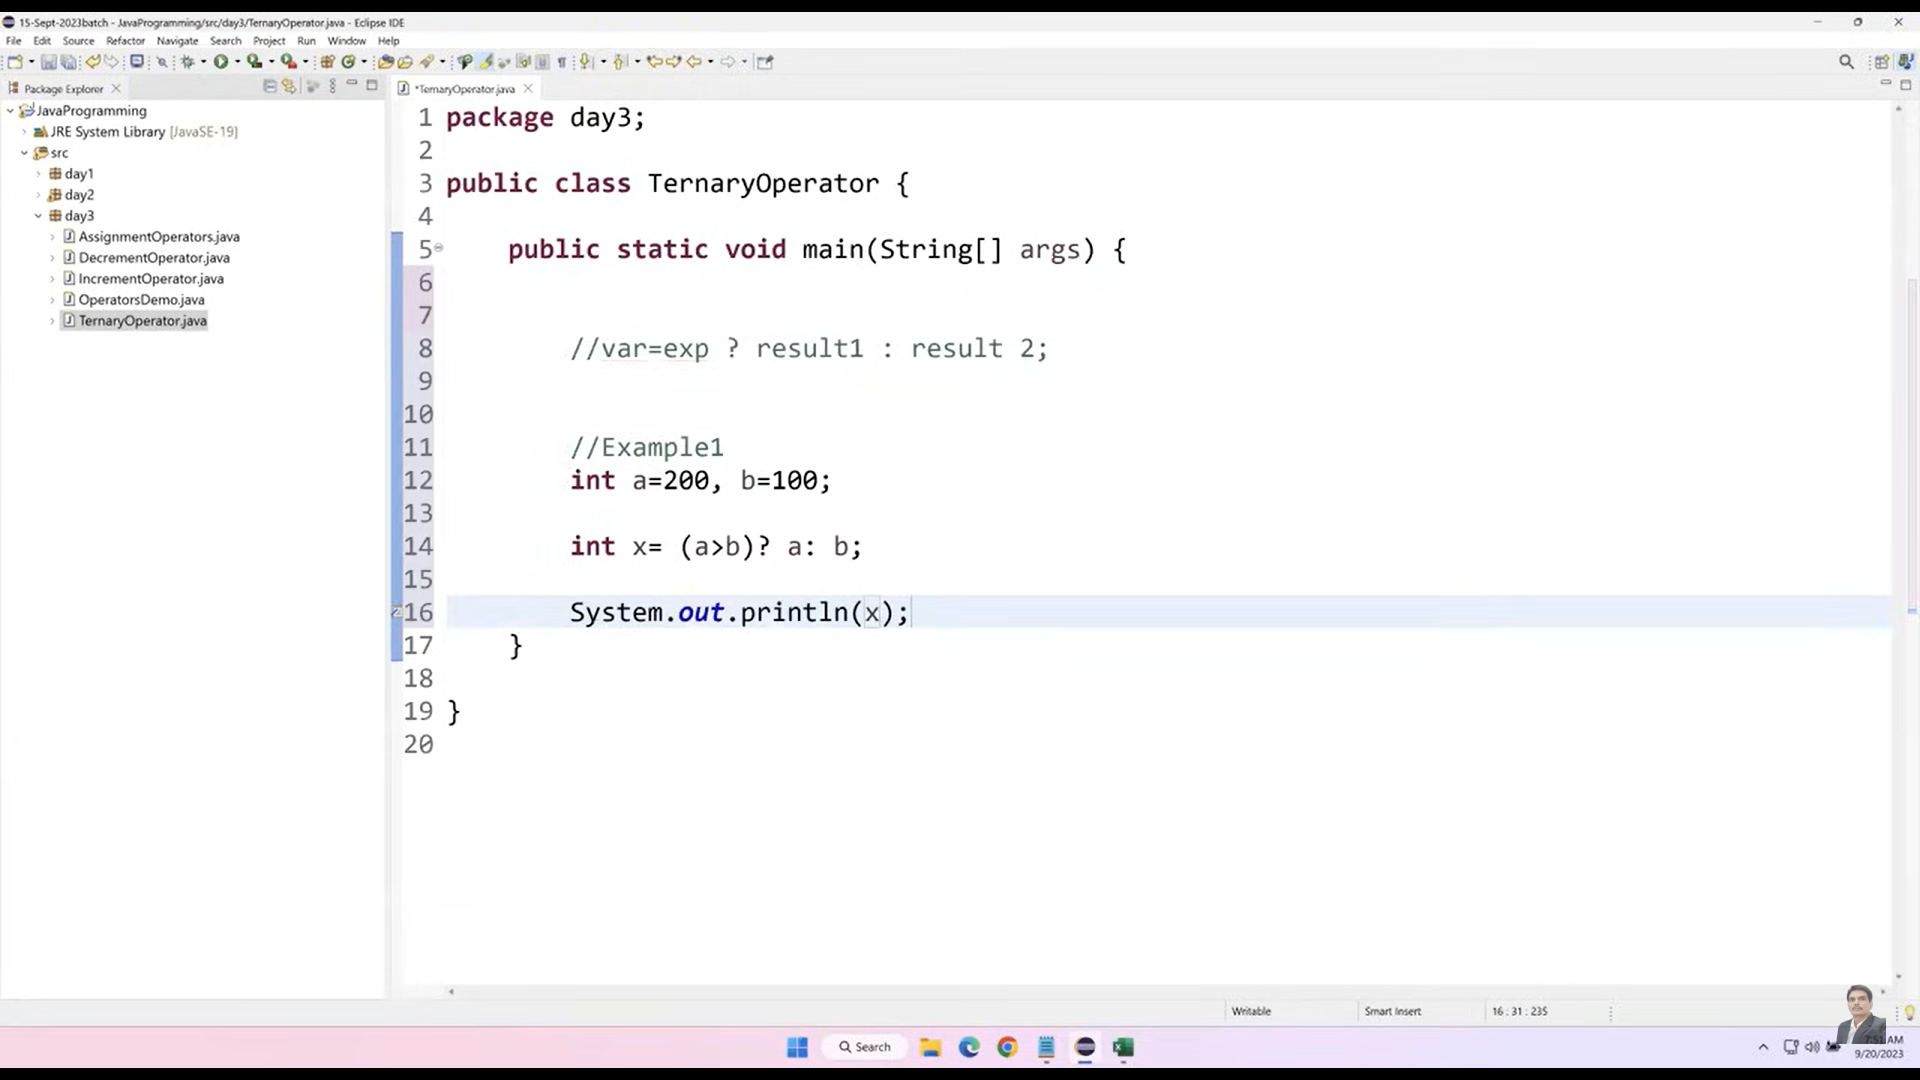 15-Sept-2023batch - JavaProgramming/src/day3/TernaryOperator.java - Eclipse IDE
File Edit Source Refactor Navigate Search Project Run Window Help
Package Explorer
*TernaryOperator.java
JavaProgramming
JRE System Library [JavaSE-19]
src
day1
day2
day3
AssignmentOperators.java
DecrementOperator.java
IncrementOperator.java
OperatorsDemo.java
TernaryOperator.java
1 package day3;
2
3 public class TernaryOperator {
4
5 public static void main(String[] args) {
6
7
8 //var=exp ? result1 : result 2;
9
10
11 //Example1
12 int a=200, b=100;
13
14 int x= (a>b)? a: b;
15
16 System.out.println(x);
17 }
18
19 }
20
Writable Smart Insert 16 : 31 : 235
Search
AM
9/20/2023